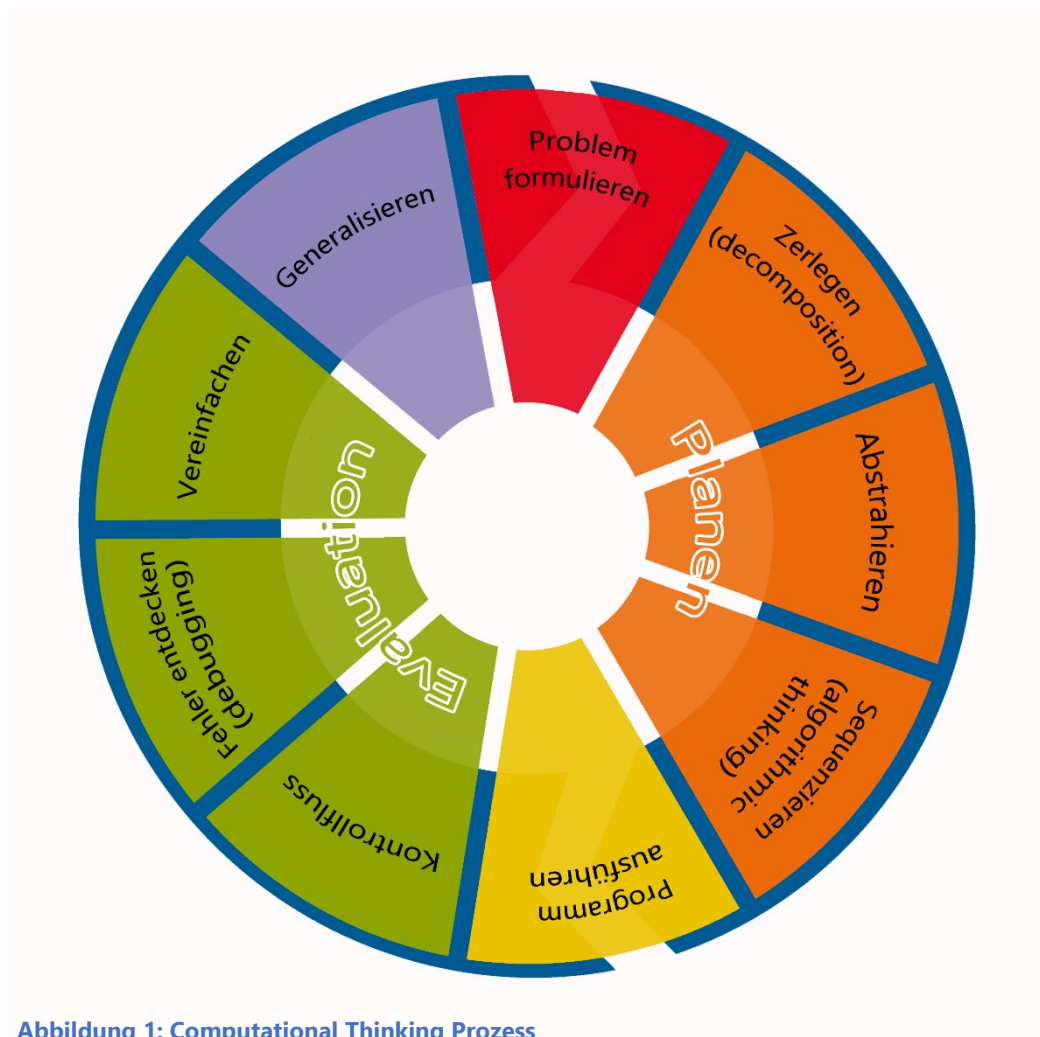 Problem
formulieren
Zerlegen
(decomposition)
Abstrahieren
Sequenzieren
(algorithmic
thinking)
Planen
Programm
ausführen
Kontrollfluss
Fehler entdecken
(debugging)
Vereinfachen
Evaluation
Generalisieren
Abbildung 1: Computational Thinking Prozess